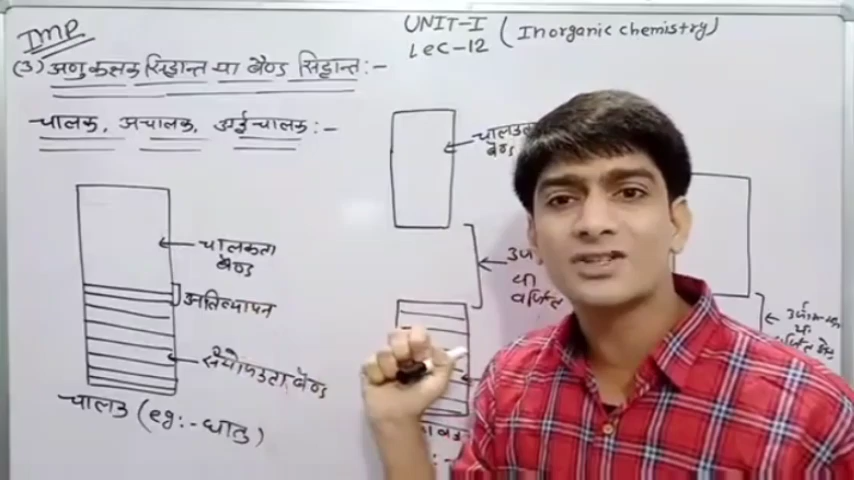 IMP
UNIT-I (Inorganic chemistry)
Lec-12
(3) अणु कक्षक सिद्धान्त या बैण्ड सिद्धान्त:-
चालक, अचालक, अर्द्धचालक:-
चालकता
बैण्ड
अतिव्यापन
संयोजकता बैण्ड
चालक (eg:- धातु)
चालकता
बैण्ड
या
वर्जित
या